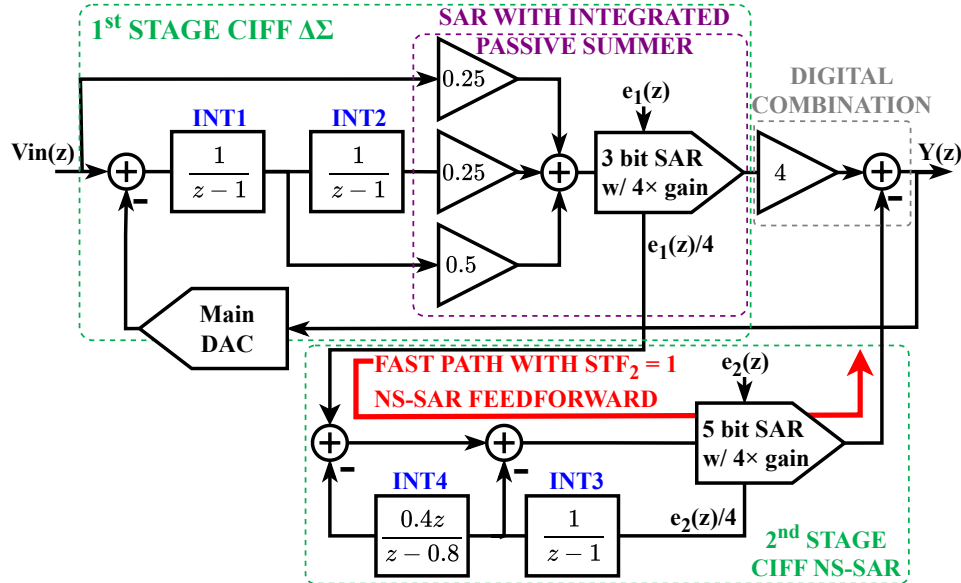 1st STAGE CIFF ΔΣ
SAR WITH INTEGRATED
PASSIVE SUMMER
DIGITAL
COMBINATION
0.25
e1(z)
INT1
INT2
Vin(z)
Y(z)
+
1
z − 1
1
z − 1
0.25
+
3 bit SAR
w/ 4× gain
4
+
-
-
e1(z)/4
0.5
Main
DAC
FAST PATH WITH STF2 = 1
NS-SAR FEEDFORWARD
e2(z)
+
+
5 bit SAR
w/ 4× gain
-
-
INT4
INT3
0.4z
z − 0.8
1
z − 1
e2(z)/4
2nd STAGE
CIFF NS-SAR